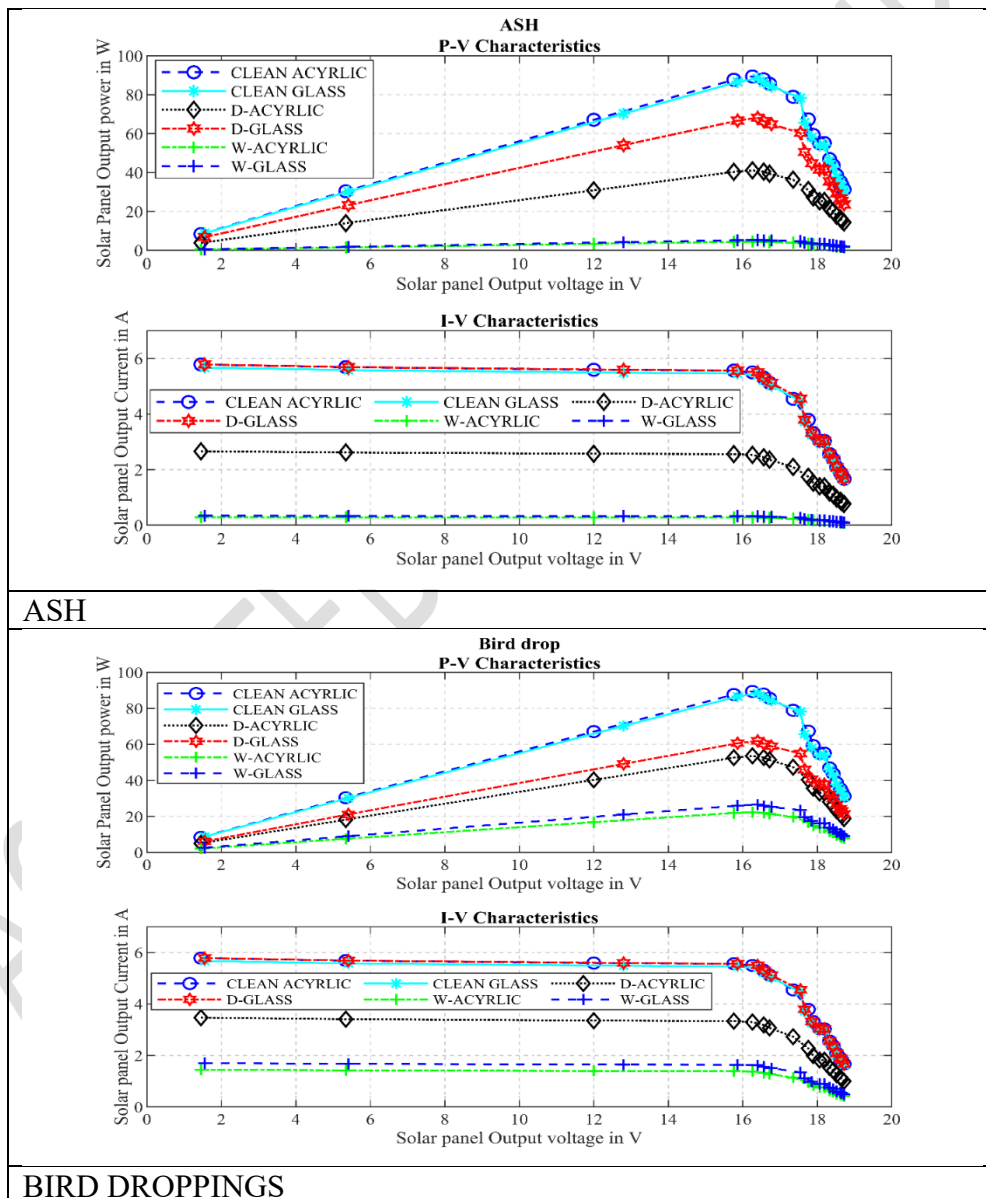 ASH
P-V Characteristics
Solar Panel Output power in W
100
80
60
40
20
0
CLEAN ACYRLIC
CLEAN GLASS
D-ACYRLIC
D-GLASS
W-ACYRLIC
W-GLASS
0 2 4 6 8 10 12 14 16 18 20
Solar panel Output voltage in V
I-V Characteristics
Solar panel Output Current in A
6
4
2
0
CLEAN ACYRLIC CLEAN GLASS D-ACYRLIC
D-GLASS W-ACYRLIC W-GLASS
0 2 4 6 8 10 12 14 16 18 20
Solar panel Output voltage in V
ASH
Bird drop
P-V Characteristics
Solar Panel Output power in W
100
80
60
40
20
0
CLEAN ACYRLIC
CLEAN GLASS
D-ACYRLIC
D-GLASS
W-ACYRLIC
W-GLASS
0 2 4 6 8 10 12 14 16 18 20
Solar panel Output voltage in V
I-V Characteristics
Solar panel Output Current in A
6
4
2
0
CLEAN ACYRLIC CLEAN GLASS D-ACYRLIC
D-GLASS W-ACYRLIC W-GLASS
0 2 4 6 8 10 12 14 16 18 20
Solar panel Output voltage in V
BIRD DROPPINGS